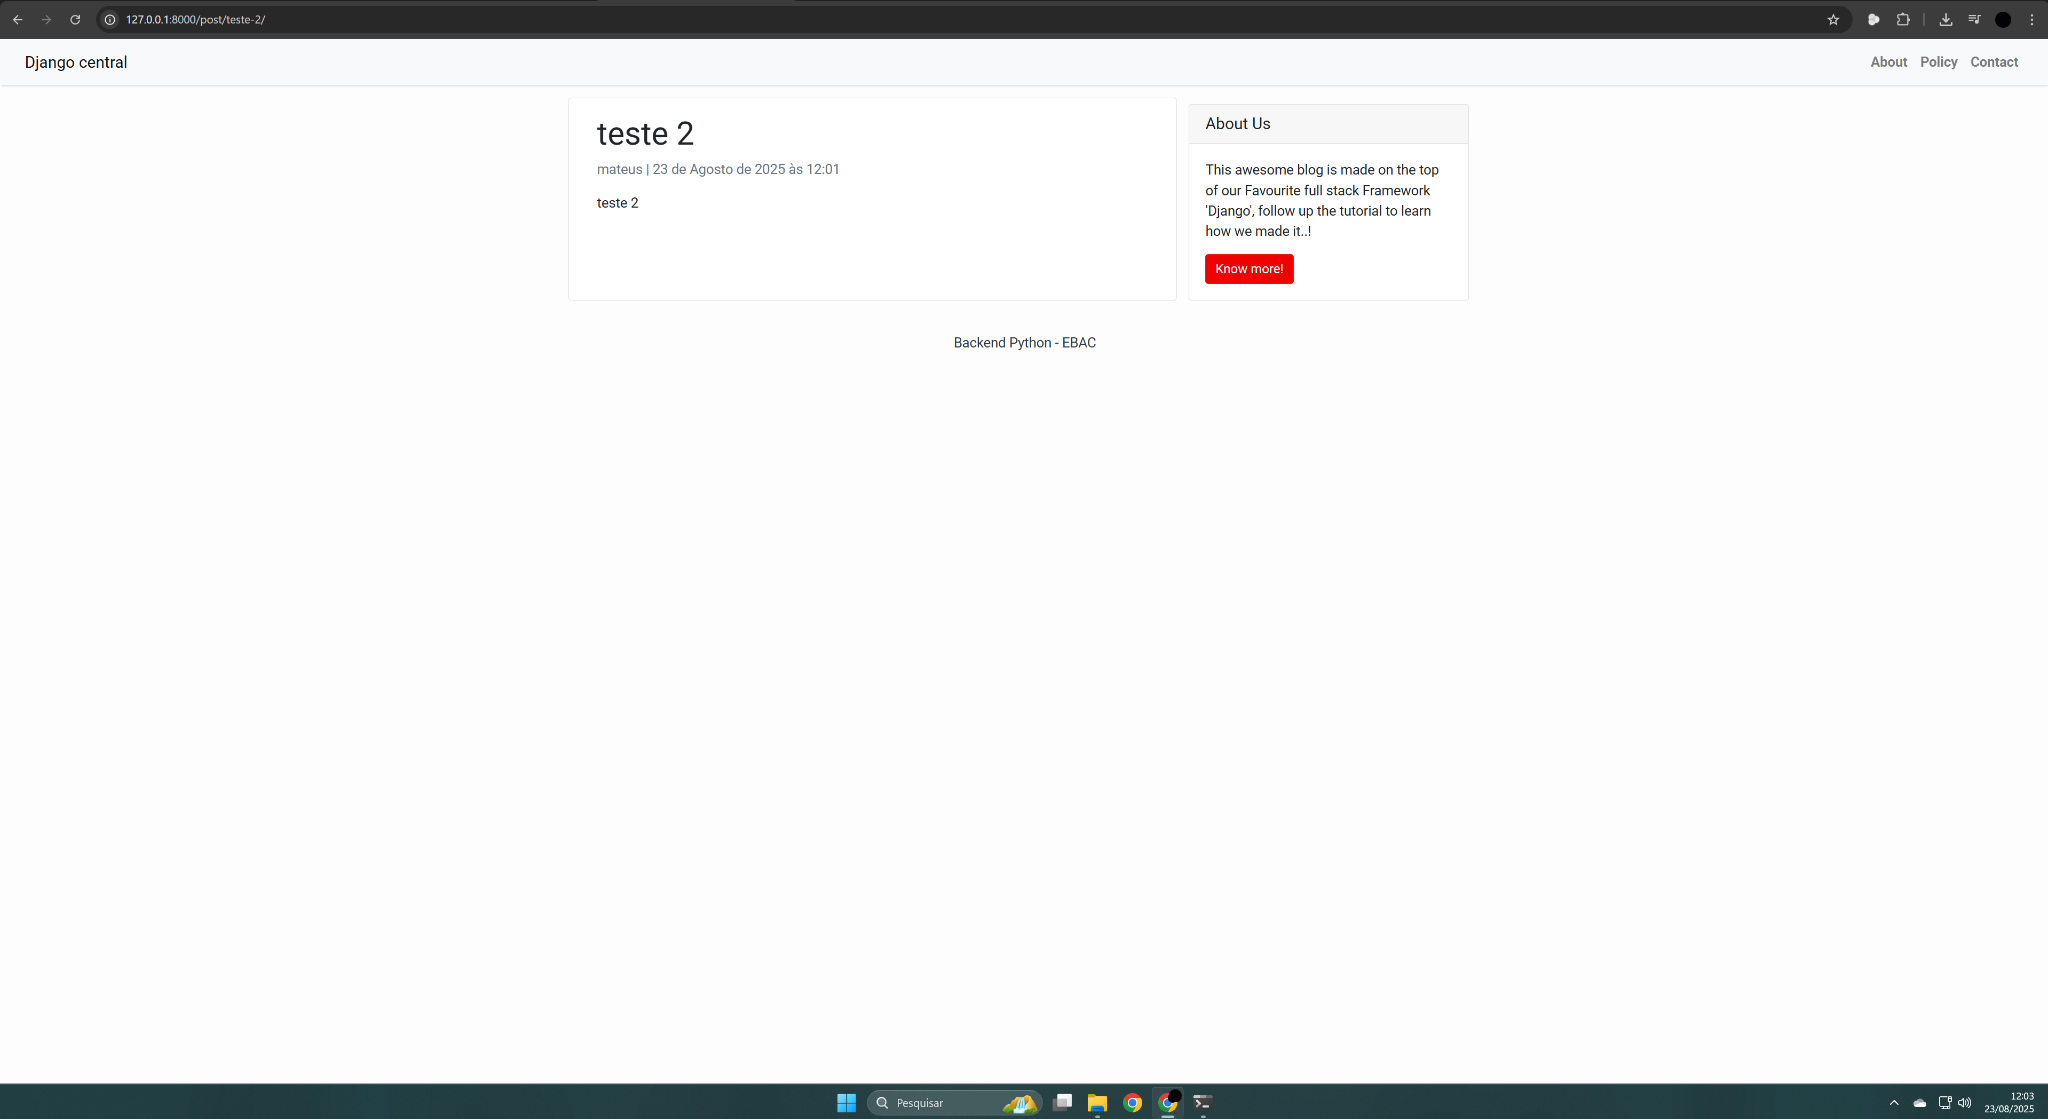 127.0.0.1:8000/post/teste-2/
Django central
About Policy Contact
teste 2
mateus | 23 de Agosto de 2025 às 12:01
teste 2
About Us
This awesome blog is made on the top
of our Favourite full stack Framework
'Django', follow up the tutorial to learn
how we made it..!
Know more!
Backend Python - EBAC
Pesquisar
12:03
23/08/2025